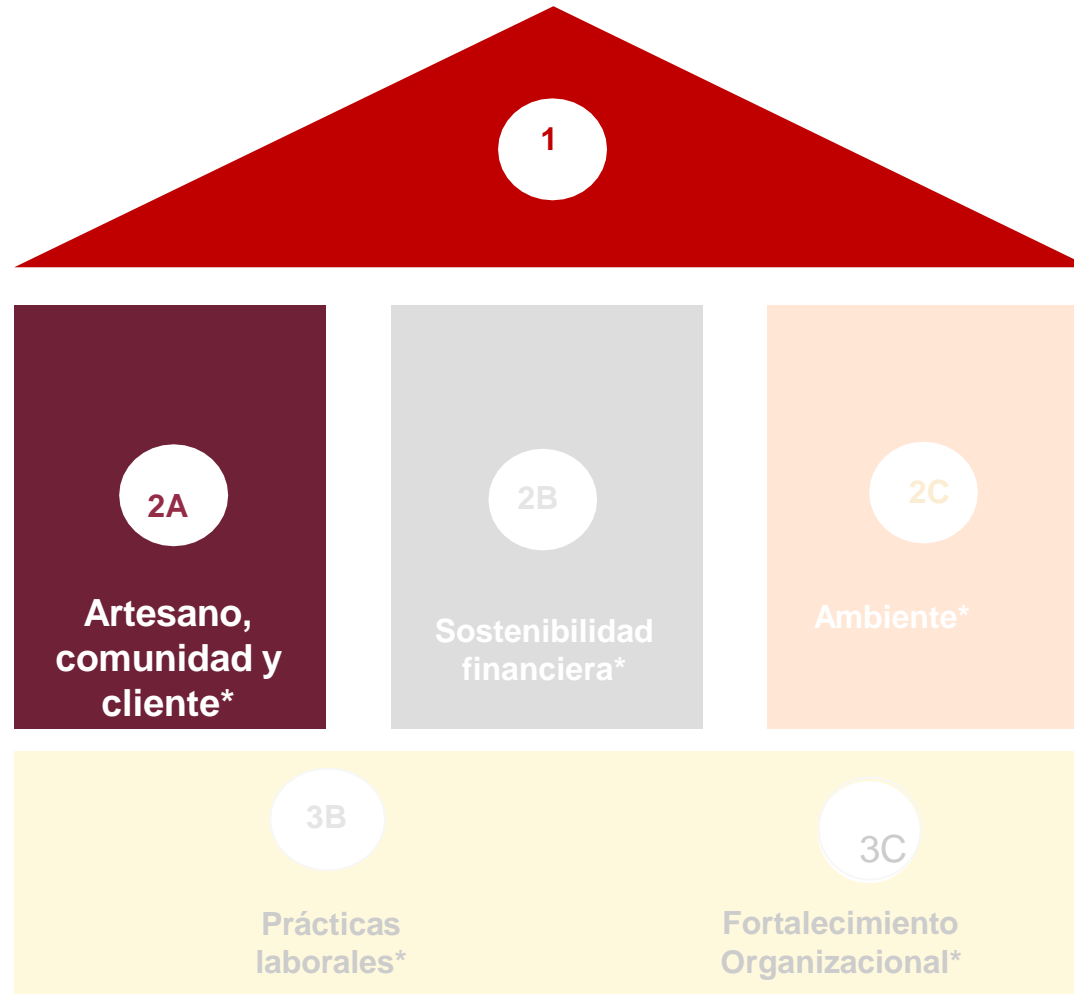 1
2A
Artesano,
comunidad y
cliente*
2B
Sostenibilidad
financiera*
2C
Ambiente*
3B
Prácticas
laborales*
3C
Fortalecimiento
Organizacional*